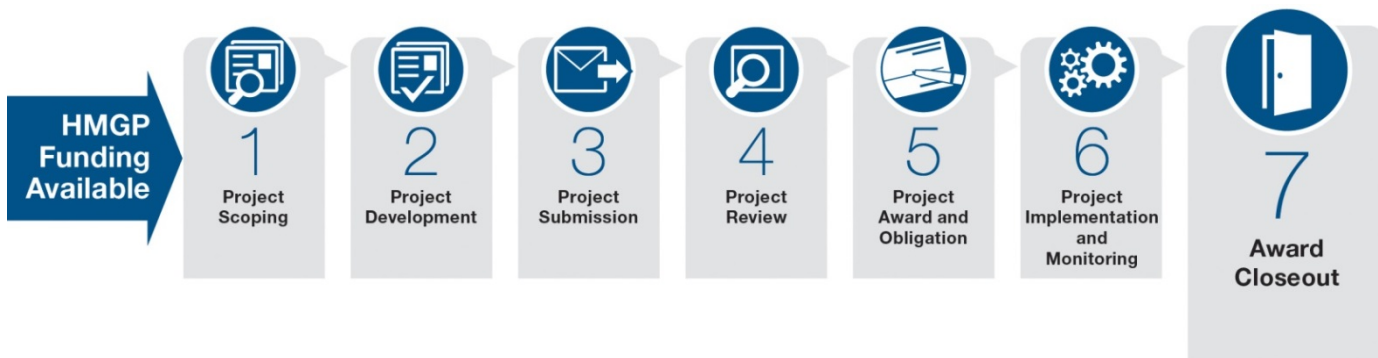 HMGP
Funding
Available
1
Project
Scoping
2
Project
Development
3
Project
Submission
4
Project
Review
5
Project
Award and
Obligation
6
Project
Implementation
and
Monitoring
7
Award
Closeout